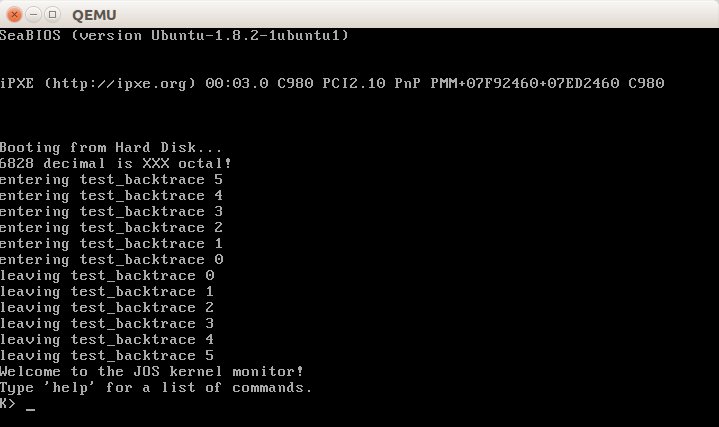 QEMU
SeaBIOS (version Ubuntu-1.8.2-1ubuntu1)
iPXE (http://ipxe.org) 00:03.0 C980 PCI2.10 PnP PMM+07F92460+07ED2460 C980
Booting from Hard Disk...
6828 decimal is XXX octal!
entering test_backtrace 5
entering test_backtrace 4
entering test_backtrace 3
entering test_backtrace 2
entering test_backtrace 1
entering test_backtrace 0
leaving test_backtrace 0
leaving test_backtrace 1
leaving test_backtrace 2
leaving test_backtrace 3
leaving test_backtrace 4
leaving test_backtrace 5
Welcome to the JOS kernel monitor!
Type 'help' for a list of commands.
K> _